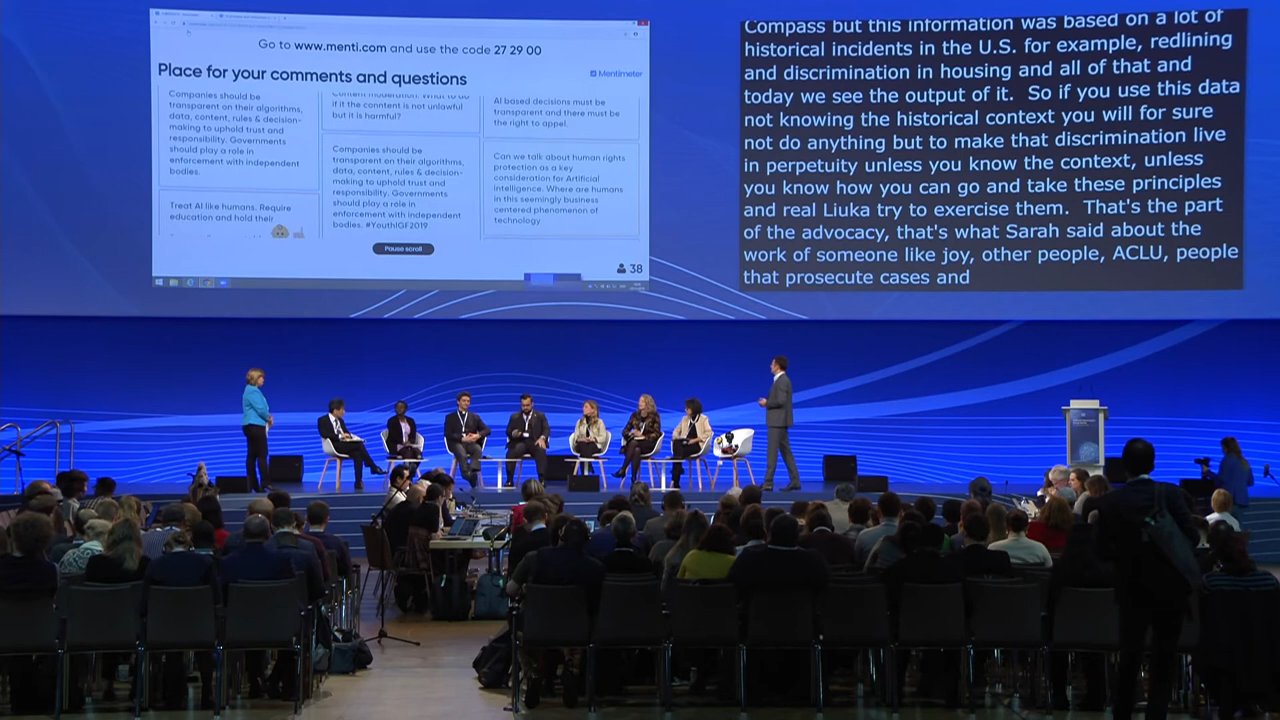 Go to www.menti.com and use the code 27 29 00
Place for your comments and questions
Mentimeter
Companies should be
transparent on their algorithms,
data, content, rules & decision-
making to uphold trust and
responsibility. Governments
should play a role in
enforcement with independent
bodies.
Treat AI like humans. Require
education and hold their
Content moderation. What to do
if it the conntent is not unlawful
but it is harmful?
Companies should be
transparent on their algorithms,
data, content, rules & decision-
making to uphold trust and
responsibility. Governments
should play a role in
enforcement with independent
bodies. #YouthIGF2019
AI based decisions must be
transparent and there must be
the right to appel.
Can we talk about human rights
protection as a key
consideration for Artificial
Intelligence. Where are humans
in this seemingly business
centered phenomenon of
technology
Pause scroll
38
Compass but this information was based on a lot of
historical incidents in the U.S. for example, redlining
and discrimination in housing and all of that and
today we see the output of it. So if you use this data
not knowing the historical context you will for sure
not do anything but to make that discrimination live
in perpetuity unless you know the context, unless
you know how you can go and take these principles
and real Liuka try to exercise them. That's the part
of the advocacy, that's what Sarah said about the
work of someone like joy, other people, ACLU, people
that prosecute cases and